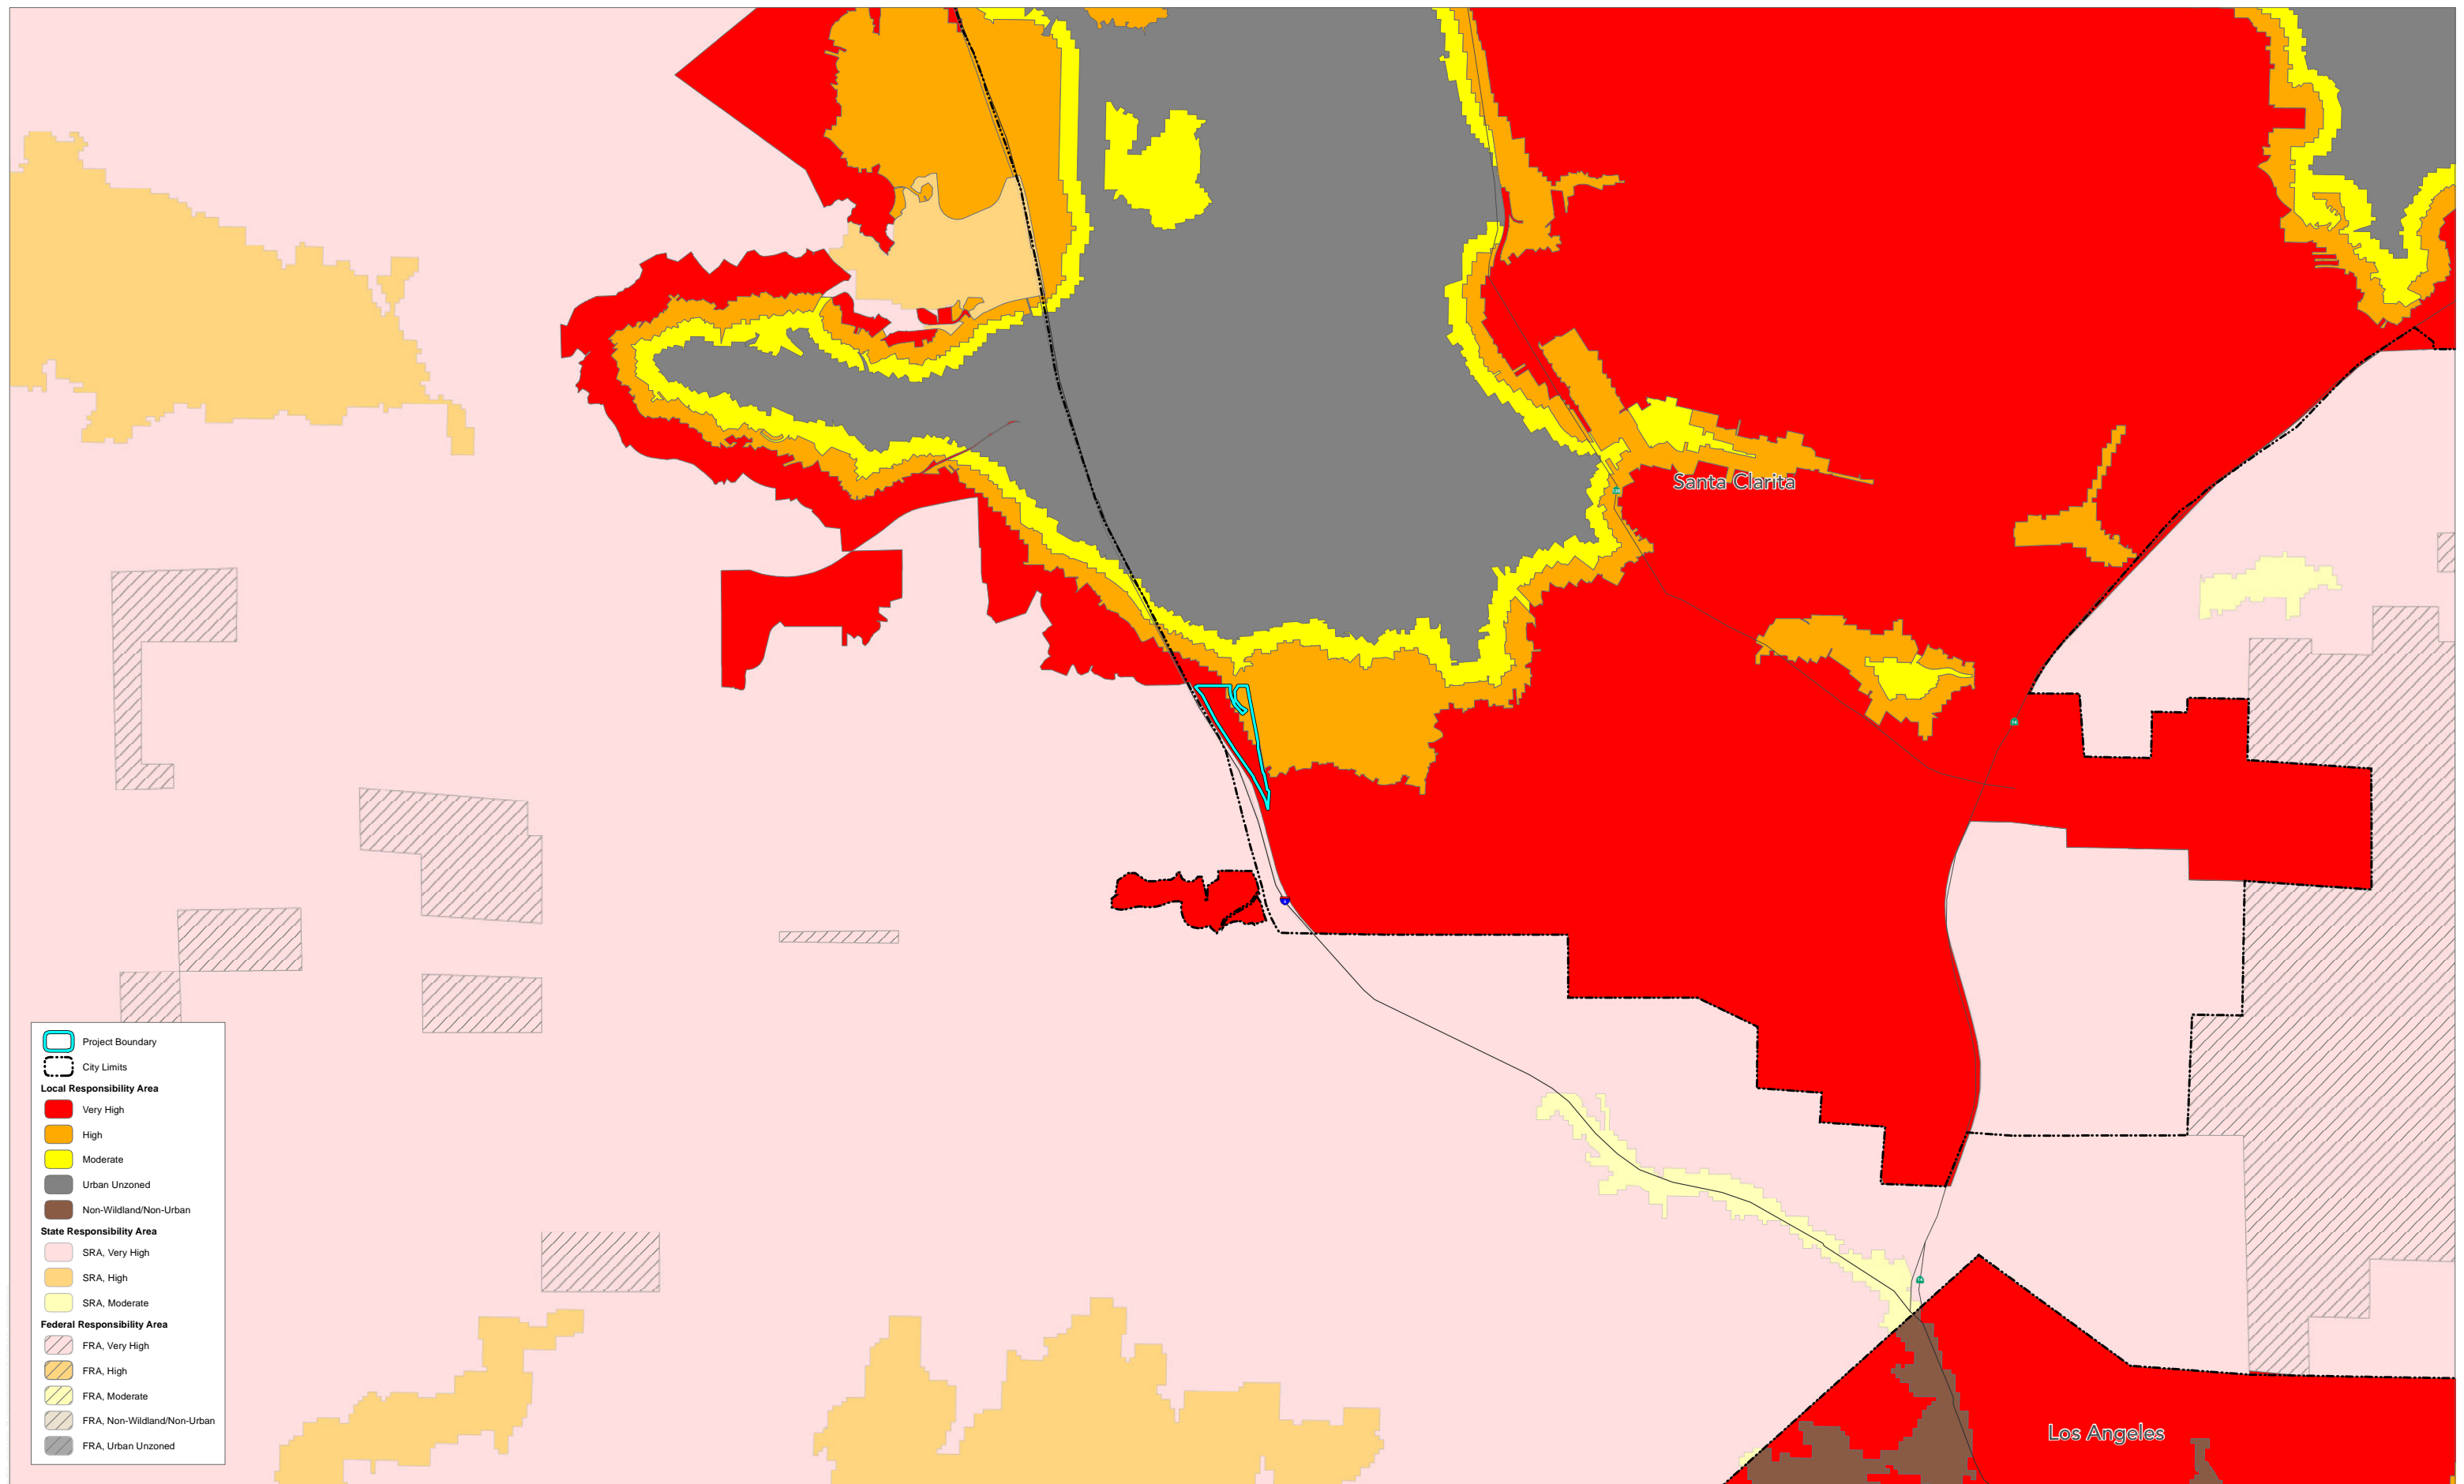 Santa Clarita
Project Boundary
City Limits
Local Responsibility Area
Very High
High
Moderate
Urban Unzoned
Non-Wildland/Non-Urban
State Responsibility Area
SRA, Very High
SRA, High
SRA, Moderate
Federal Responsibility Area
FRA, Very High
FRA, High
FRA, Moderate
FRA, Non-Wildland/Non-Urban
FRA, Urban Unzoned
Los Angeles